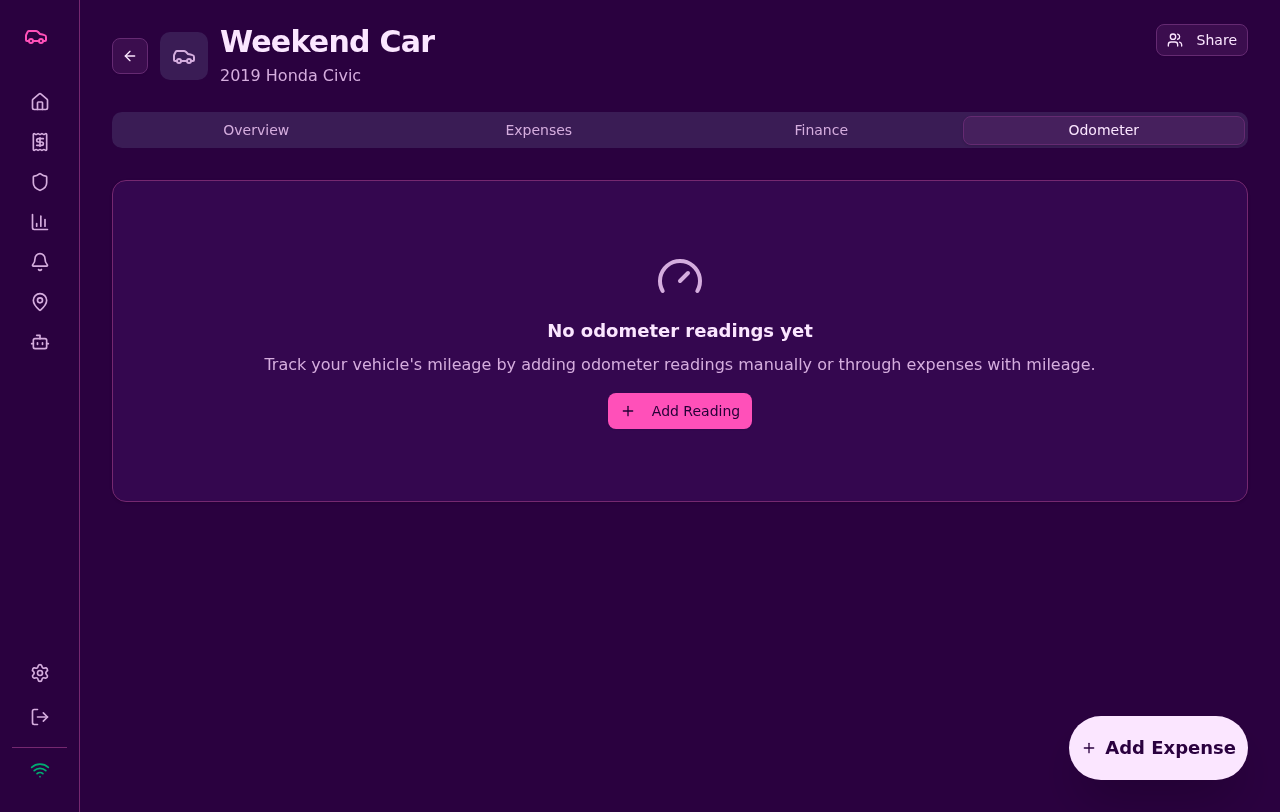 Weekend Car
2019 Honda Civic
Share
Overview
Expenses
Finance
Odometer
No odometer readings yet
Track your vehicle's mileage by adding odometer readings manually or through expenses with mileage.
Add Reading
Add Expense